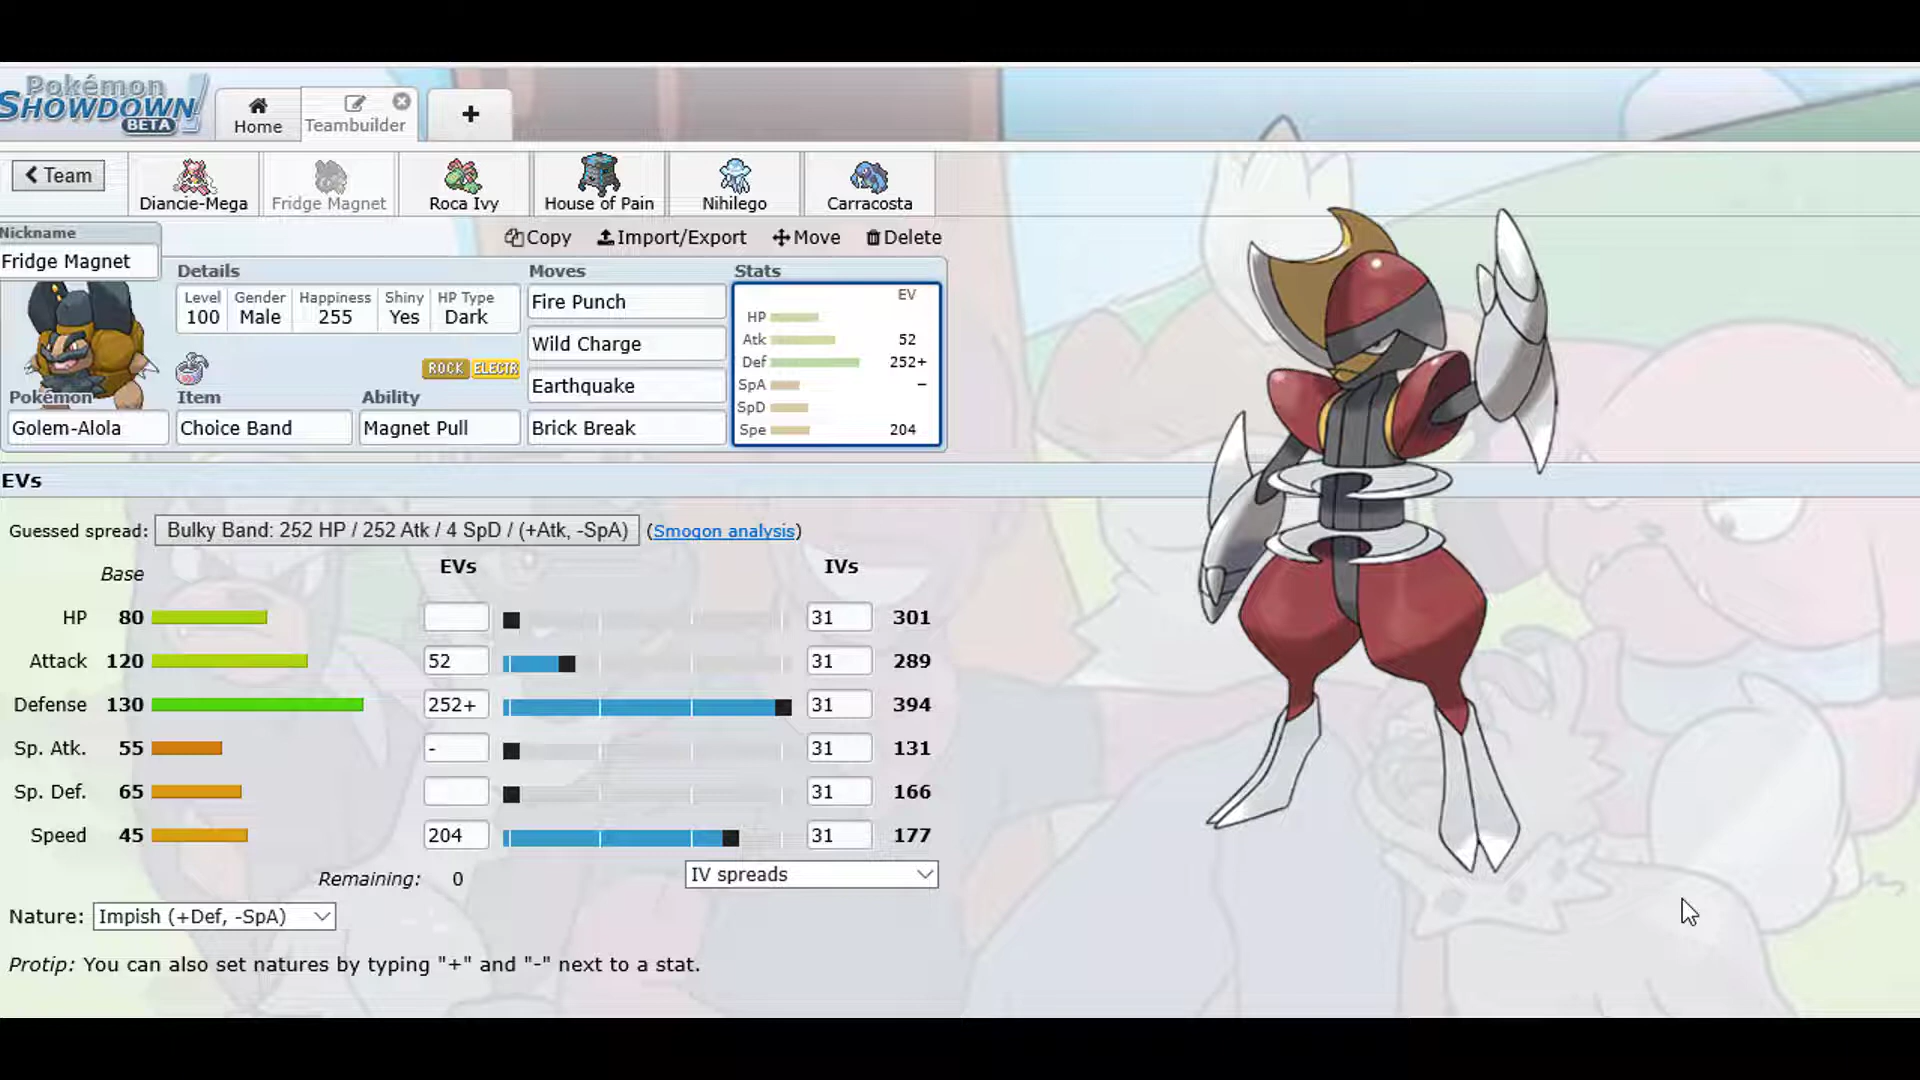 Pokémon
SHOWDOWN!
BETA
Home
Teambuilder
+
Team
Diancie-Mega
Fridge Magnet
Roca Ivy
House of Pain
Nihilego
Carracosta
Nickname
Fridge Magnet
Copy
Import/Export
Move
Delete
Details
Moves
Stats
Level
100
Gender
Male
Happiness
255
Shiny
Yes
HP Type
Dark
ROCK
ELECTR
Pokémon
Golem-Alola
Item
Choice Band
Ability
Magnet Pull
Fire Punch
Wild Charge
Earthquake
Brick Break
EV
HP
Atk 52
Def 252+
SpA –
SpD
Spe 204
EVs
Guessed spread: Bulky Band: 252 HP / 252 Atk / 4 SpD / (+Atk, -SpA) (Smogon analysis)
Base EVs IVs
HP 80 31 301
Attack 120 52 31 289
Defense 130 252+ 31 394
Sp. Atk. 55 - 31 131
Sp. Def. 65 31 166
Speed 45 204 31 177
Remaining: 0
IV spreads
Nature: Impish (+Def, -SpA)
Protip: You can also set natures by typing "+" and "-" next to a stat.